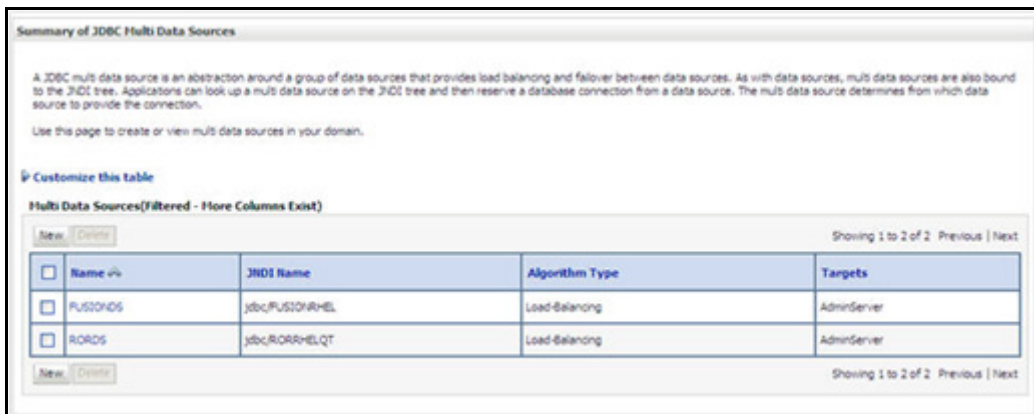 Summary of JDBC Multi Data Sources
A JDBC multi data source is an abstraction around a group of data sources that provides load balancing and failover between data sources. As with data sources, multi data sources are also bound
to the JNDI tree. Applications can look up a multi data source on the JNDI tree and then reserve a database connection from a data source. The multi data source determines from which data
source to provide the connection.
Use this page to create or view multi data sources in your domain.
Customize this table
Multi Data Sources(Filtered - More Columns Exist)
New Delete Showing 1 to 2 of 2 Previous | Next
Name JNDI Name Algorithm Type Targets
FUSIONDS jdbc/FUSIONRHEL Load-Balancing AdminServer
RORDS jdbc/RORRHELQT Load-Balancing AdminServer
New Delete Showing 1 to 2 of 2 Previous | Next